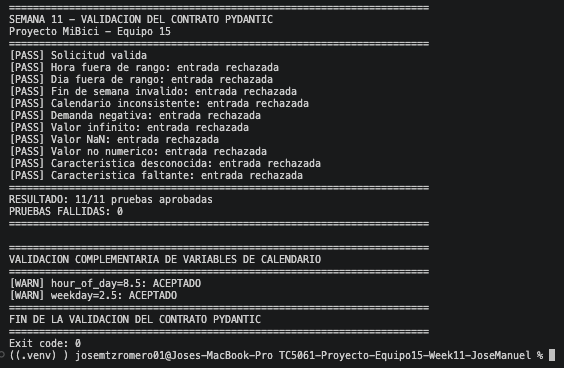 ======================================================================
SEMANA 11 - VALIDACION DEL CONTRATO PYDANTIC
Proyecto MiBici - Equipo 15
======================================================================
[PASS] Solicitud valida
[PASS] Hora fuera de rango: entrada rechazada
[PASS] Dia fuera de rango: entrada rechazada
[PASS] Fin de semana invalido: entrada rechazada
[PASS] Calendario inconsistente: entrada rechazada
[PASS] Demanda negativa: entrada rechazada
[PASS] Valor infinito: entrada rechazada
[PASS] Valor NaN: entrada rechazada
[PASS] Valor no numerico: entrada rechazada
[PASS] Caracteristica desconocida: entrada rechazada
[PASS] Caracteristica faltante: entrada rechazada
======================================================================
RESULTADO: 11/11 pruebas aprobadas
PRUEBAS FALLIDAS: 0
======================================================================
======================================================================
VALIDACION COMPLEMENTARIA DE VARIABLES DE CALENDARIO
======================================================================
[WARN] hour_of_day=8.5: ACEPTADO
[WARN] weekday=2.5: ACEPTADO
======================================================================
FIN DE LA VALIDACION DEL CONTRATO PYDANTIC
======================================================================
Exit code: 0
((.venv) ) josemtzromero01@Joses-MacBook-Pro TC5061-Proyecto-Equipo15-Week11-JoseManuel %